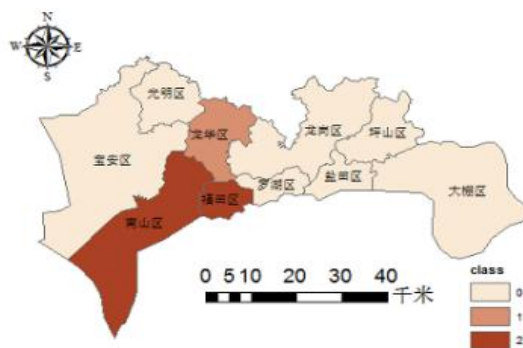 N
W E
S
光明区
龙华区
龙岗区
坪山区
宝安区
罗湖区
盐田区
大棚区
南山区
福田区
class
0
1
2
0 5 10 20 30 40
千米